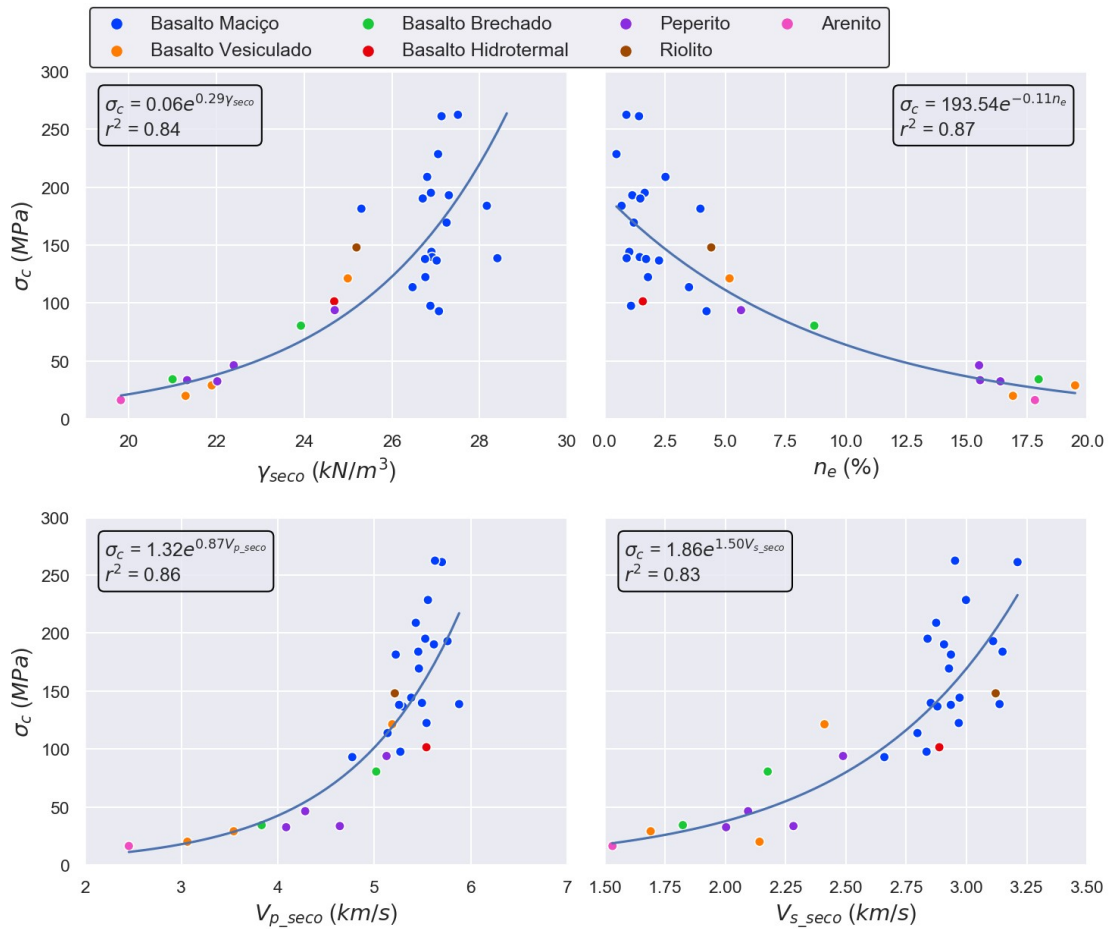 Basalto Maciço Basalto Brechado Peperito Arenito
Basalto Vesiculado Basalto Hidrotermal Riolito
σc = 0.06e^0.29γseco
r² = 0.84
σc = 193.54e^−0.11ne
r² = 0.87
300
250
200
150
100
50
0
σc (MPa)
20 22 24 26 28 30
γseco (kN/m³)
0.0 2.5 5.0 7.5 10.0 12.5 15.0 17.5 20.0
ne (%)
σc = 1.32e^0.87Vp_seco
r² = 0.86
σc = 1.86e^1.50Vs_seco
r² = 0.83
300
250
200
150
100
50
0
σc (MPa)
2 3 4 5 6 7
Vp_seco (km/s)
1.50 1.75 2.00 2.25 2.50 2.75 3.00 3.25 3.50
Vs_seco (km/s)